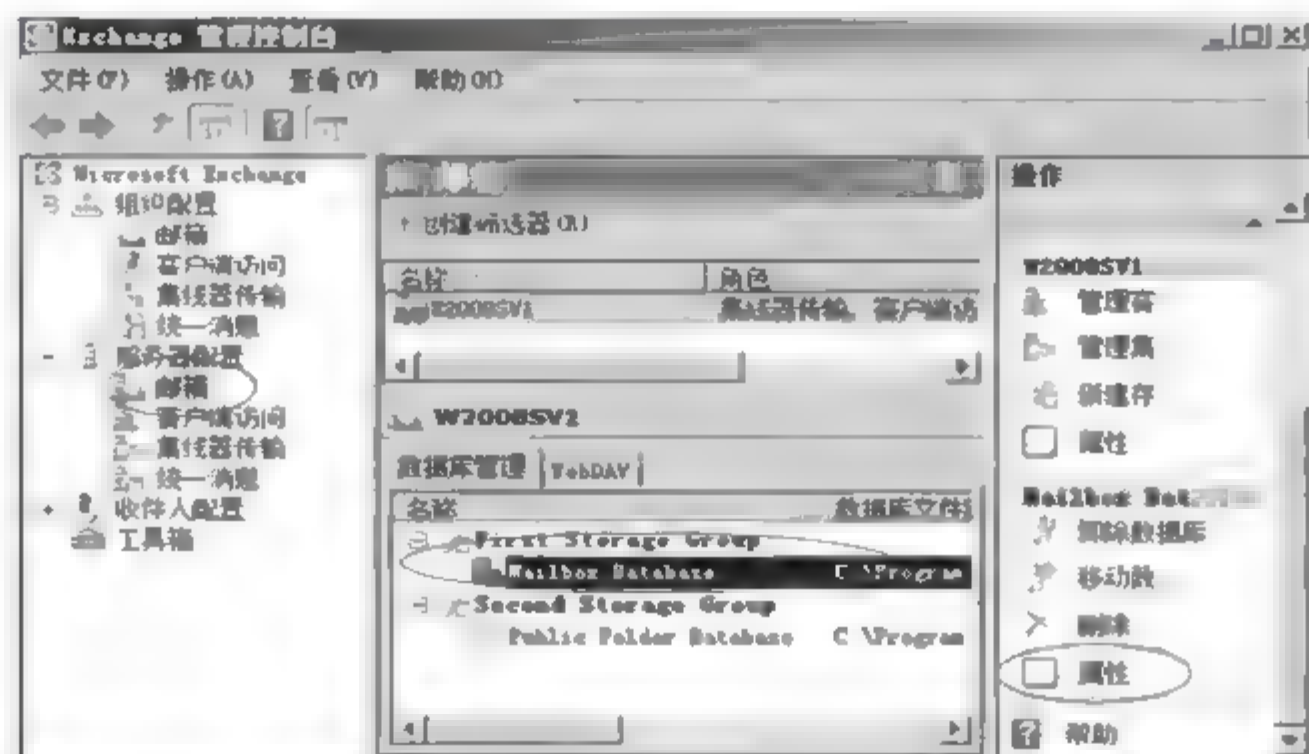 Exchange 管理控制台
文件(F) 操作(A) 查看(V) 帮助(H)
Microsoft Exchange
组织配置
邮箱
客户端访问
集线器传输
统一消息
服务器配置
邮箱
客户端访问
集线器传输
统一消息
收件人配置
工具箱
创建筛选器(R)
名称 角色
W2008SV1 集线器传输, 客户端访
W2008SV1
数据库管理 WebDAV
名称 数据库文件
First Storage Group
Mailbox Database C:\Program
Second Storage Group
Public Folder Database C:\Program
操作
W2008SV1
管理
管理
新建存
属性
Mailbox Dat
卸除数据库
移动数
删除
属性
帮助